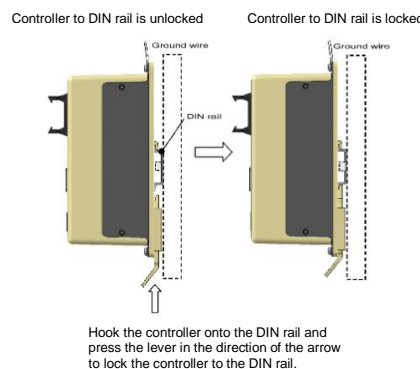 Controller to DIN rail is unlocked
Controller to DIN rail is locked
Ground wire
Ground wire
DIN rail
Hook the controller onto the DIN rail and
press the lever in the direction of the arrow
to lock the controller to the DIN rail.